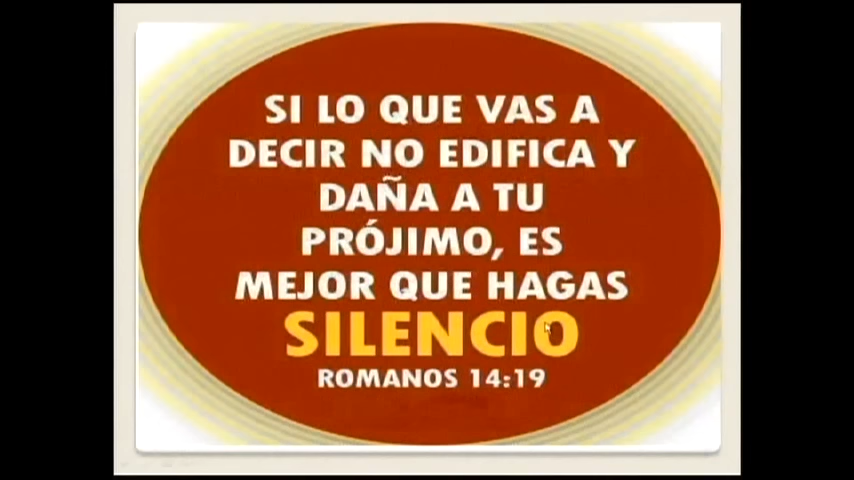 SI LO QUE VAS A
DECIR NO EDIFICA Y
DAÑA A TU
PRÓJIMO, ES
MEJOR QUE HAGAS
SILENCIO
ROMANOS 14:19